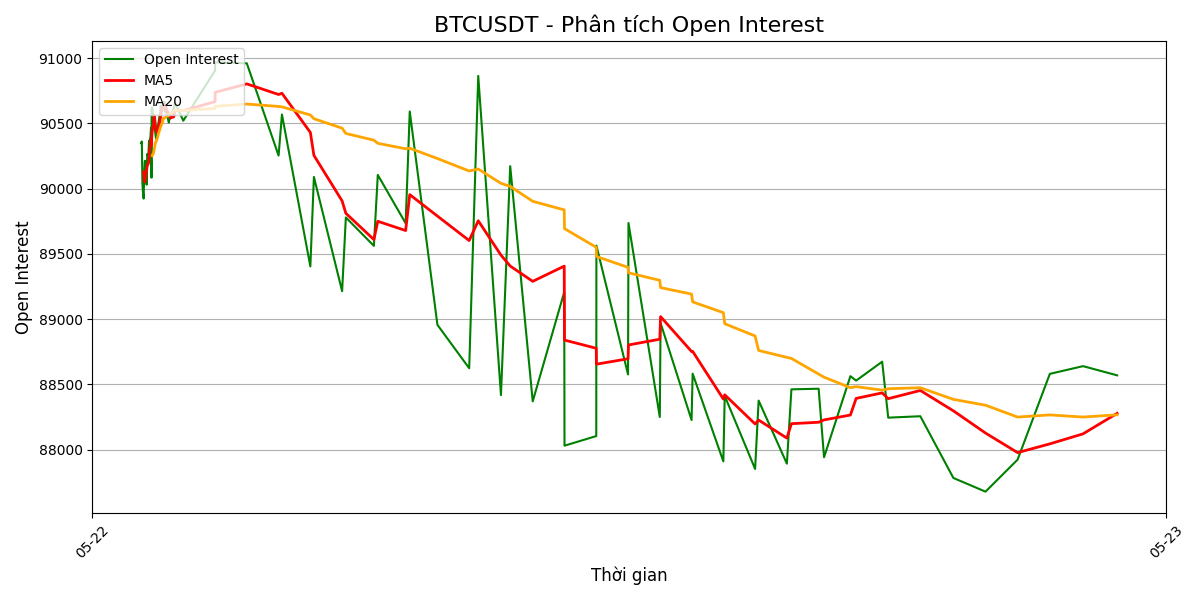 BTCUSDT - Phân tích Open Interest
Open Interest
MA5
MA20
91000
90500
90000
89500
89000
88500
88000
Open Interest
05-22
05-23
Thời gian